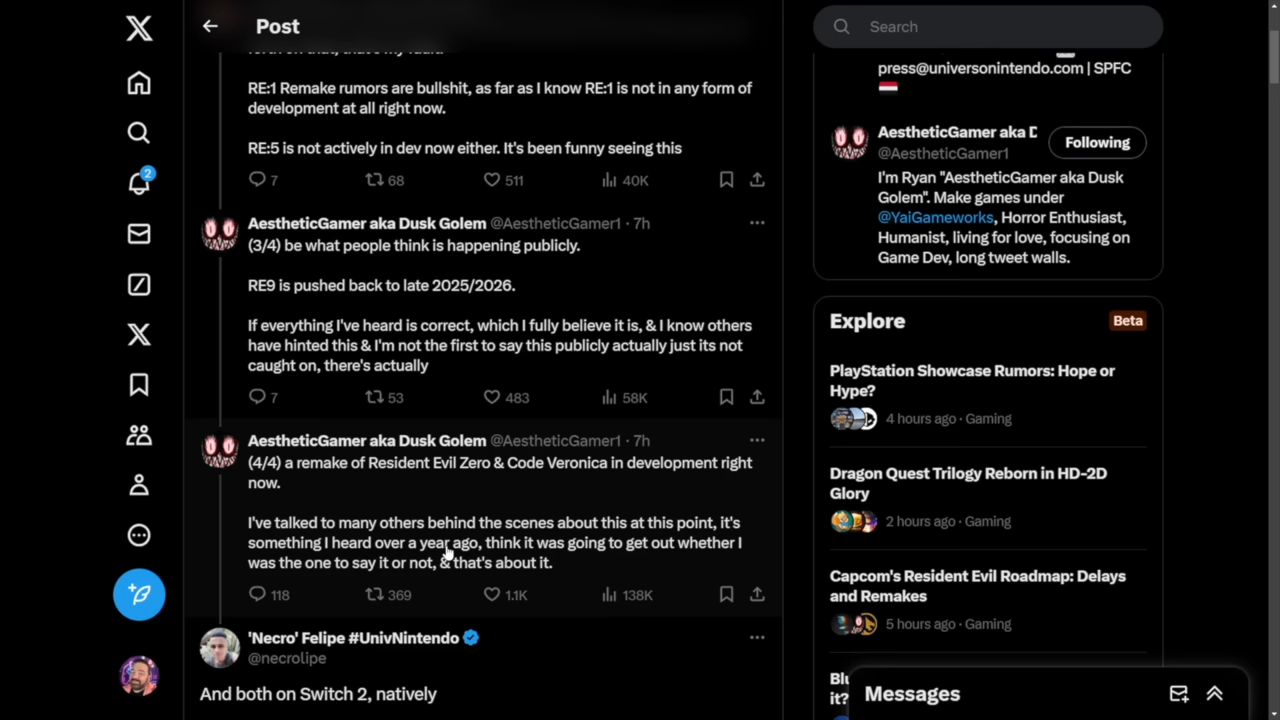 Post
RE:1 Remake rumors are bullshit, as far as I know RE:1 is not in any form of
development at all right now.
RE:5 is not actively in dev now either. It's been funny seeing this
7 68 511 40K
AestheticGamer aka Dusk Golem @AestheticGamer1 · 7h
(3/4) be what people think is happening publicly.
RE9 is pushed back to late 2025/2026.
If everything I've heard is correct, which I fully believe it is, & I know others
have hinted this & I'm not the first to say this publicly actually just its not
caught on, there's actually
7 53 483 58K
AestheticGamer aka Dusk Golem @AestheticGamer1 · 7h
(4/4) a remake of Resident Evil Zero & Code Veronica in development right
now.
I've talked to many others behind the scenes about this at this point, it's
something I heard over a year ago, think it was going to get out whether I
was the one to say it or not, & that's about it.
118 369 1.1K 138K
'Necro' Felipe #UnivNintendo
@necrolipe
And both on Switch 2, natively
2
Search
press@universonintendo.com | SPFC
AestheticGamer aka D
@AestheticGamer1
Following
I'm Ryan "AestheticGamer aka Dusk
Golem". Make games under
@YaiGameworks, Horror Enthusiast,
Humanist, living for love, focusing on
Game Dev, long tweet walls.
Explore
Beta
PlayStation Showcase Rumors: Hope or
Hype?
4 hours ago · Gaming
Dragon Quest Trilogy Reborn in HD-2D
Glory
2 hours ago · Gaming
Capcom's Resident Evil Roadmap: Delays
and Remakes
5 hours ago · Gaming
it?
Messages